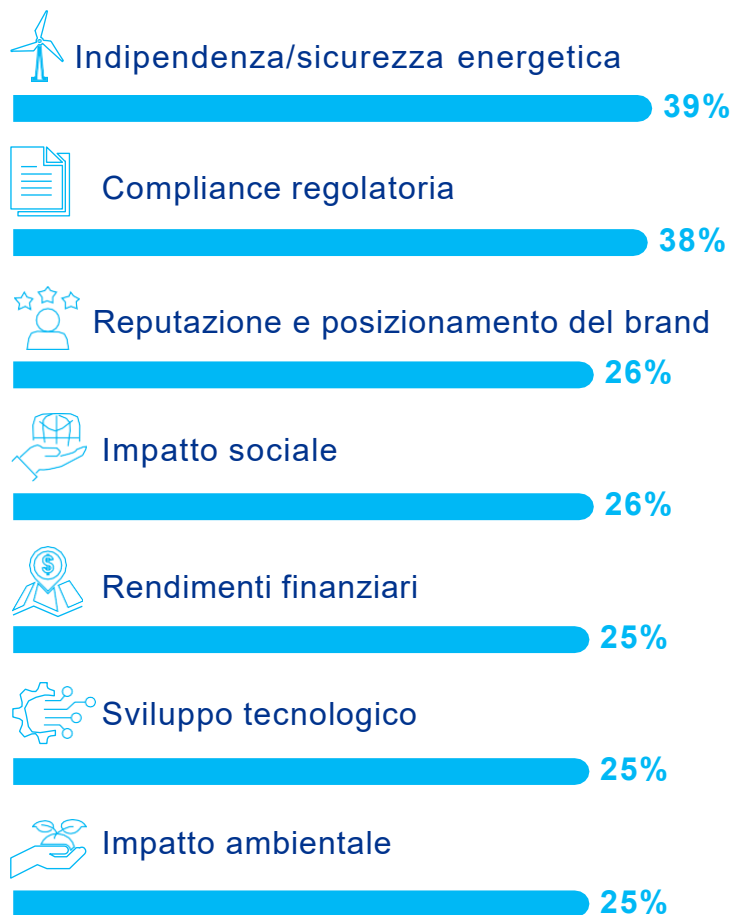 Indipendenza/sicurezza energetica
39%
Compliance regolatoria
38%
Reputazione e posizionamento del brand
26%
Impatto sociale
26%
$
Rendimenti finanziari
25%
Sviluppo tecnologico
25%
Impatto ambientale
25%